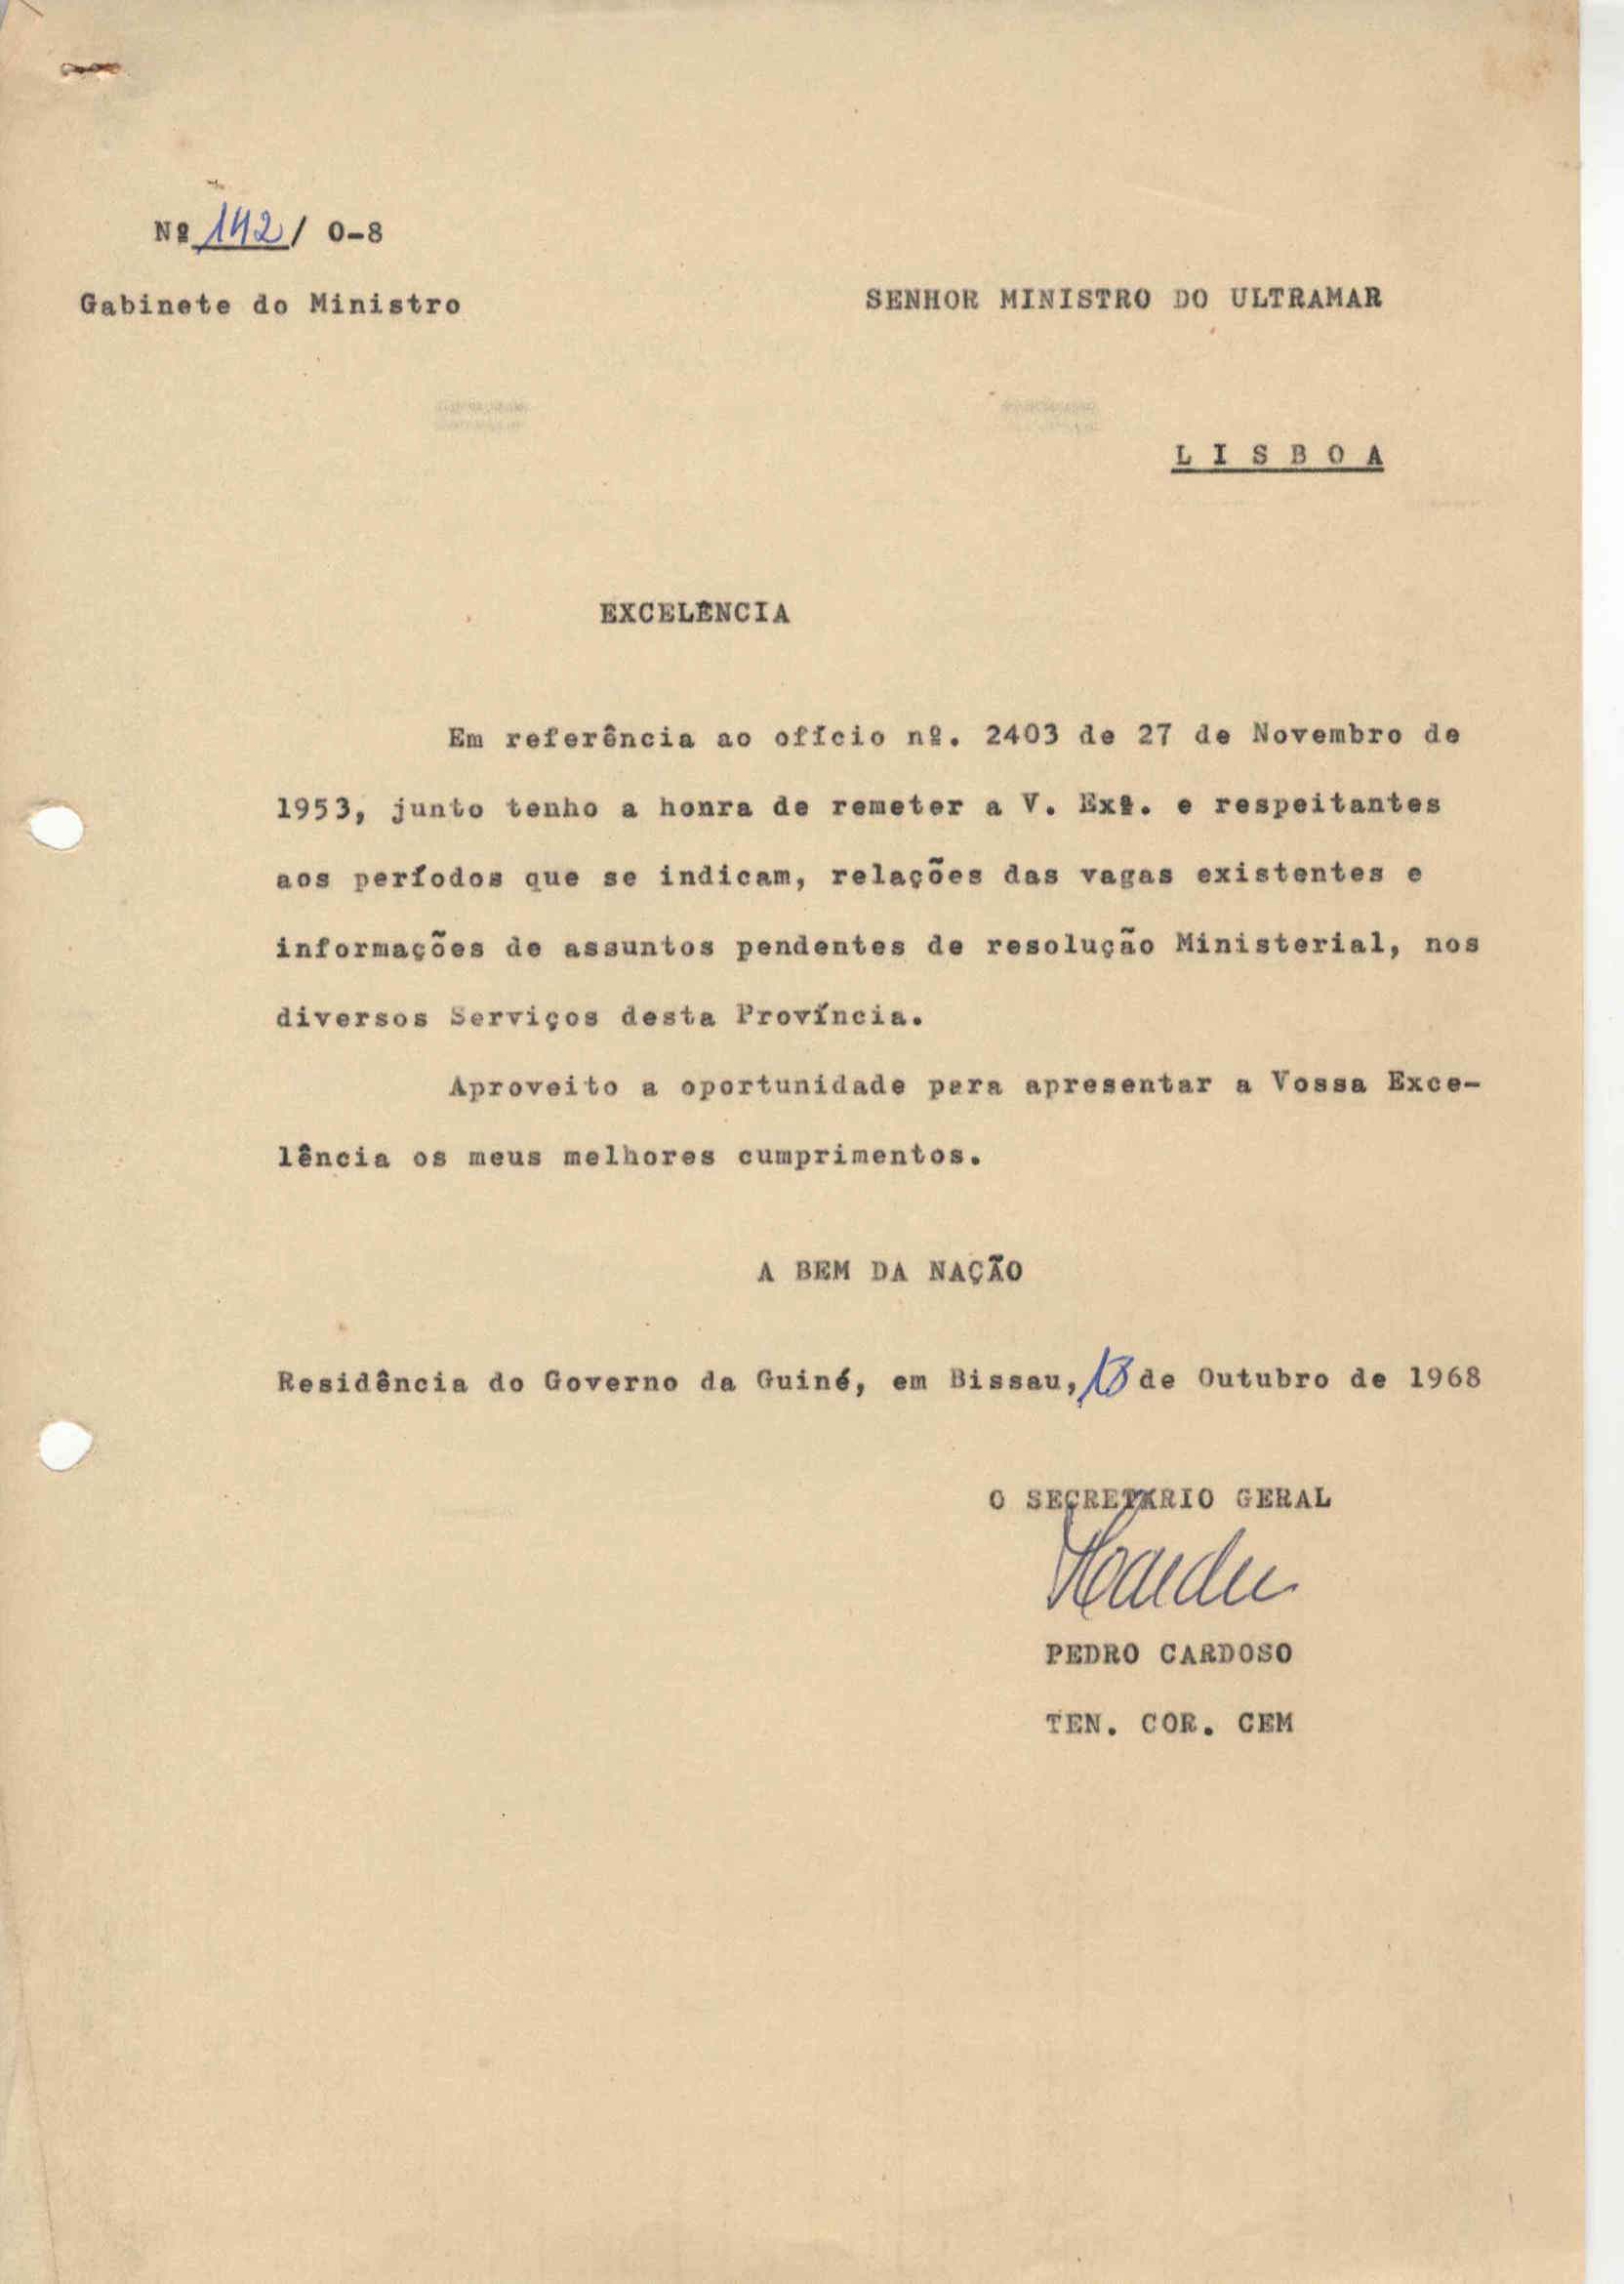 Nº 142 / 0-8
Gabinete do Ministro
SENHOR MINISTRO DO ULTRAMAR
L I S B O A
EXCELÊNCIA
Em referência ao ofício nº. 2403 de 27 de Novembro de
1953, junto tenho a honra de remeter a V. Exª. e respeitantes
aos períodos que se indicam, relações das vagas existentes e
informações de assuntos pendentes de resolução Ministerial, nos
diversos Serviços desta Província.
Aproveito a oportunidade para apresentar a Vossa Exce-
lência os meus melhores cumprimentos.
A BEM DA NAÇÃO
Residência do Governo da Guiné, em Bissau, de Outubro de 1968
O SECRETÁRIO GERAL
PEDRO CARDOSO
TEN. COR. CEM